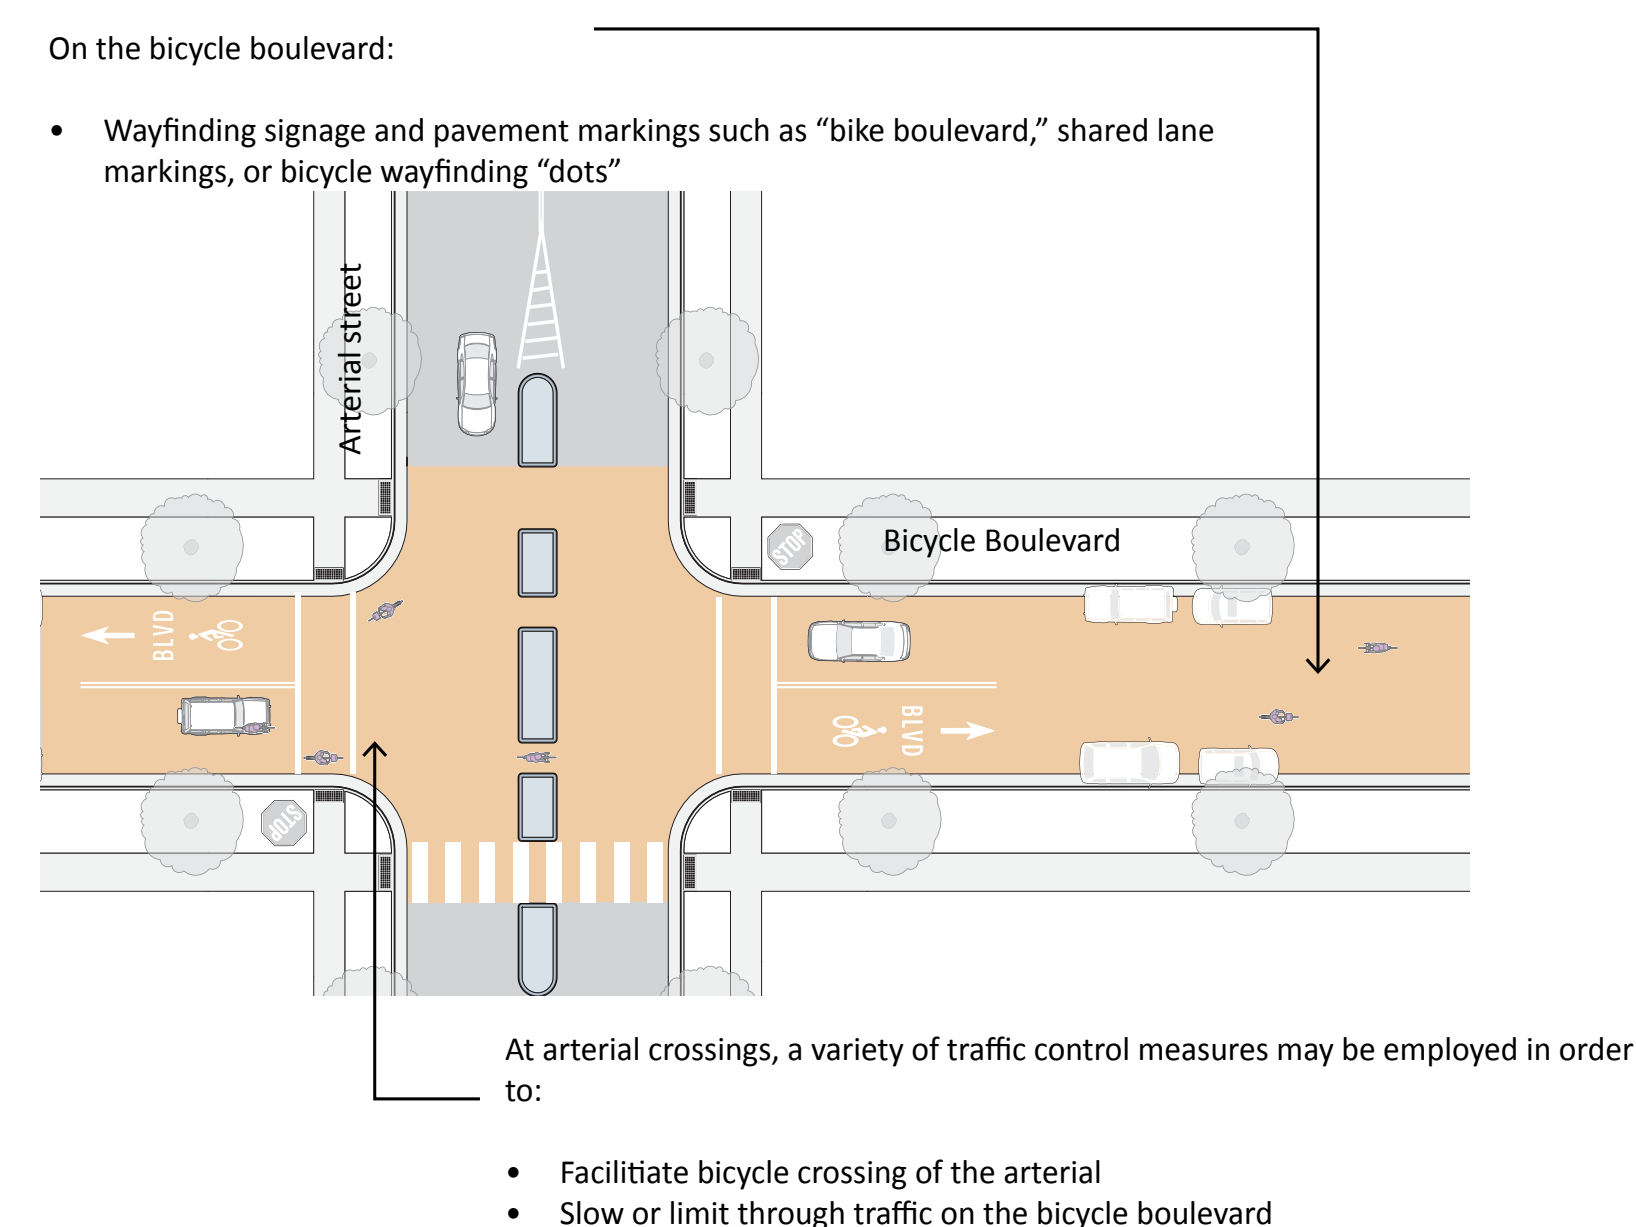 On the bicycle boulevard:
• Wayfinding signage and pavement markings such as “bike boulevard,” shared lane
markings, or bicycle wayfinding “dots”
Arterial street
STOP
Bicycle Boulevard
BLVD
BLVD
STOP
At arterial crossings, a variety of traffic control measures may be employed in order
to:
• Facilitiate bicycle crossing of the arterial
• Slow or limit through traffic on the bicycle boulevard